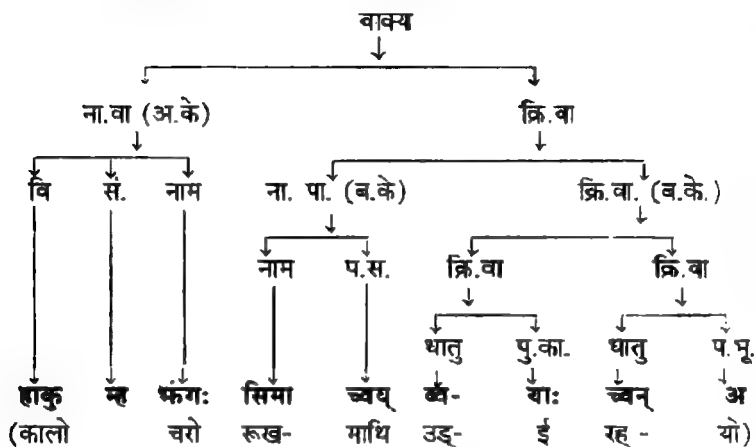 वाक्य
ना.वा (अ.के) क्रि.वा
वि सं. नाम ना. पा. (ब.के) क्रि.वा. (ब.के.)
नाम प.स. क्रि.वा क्रि.वा
धातु पु.का. धातु प.भू.
हाकु म्ह झंगः सिमा च्वय् ब्व- याः च्वन् अ
(कालो चरो रूख- माथि उड्- ई रह - यो)